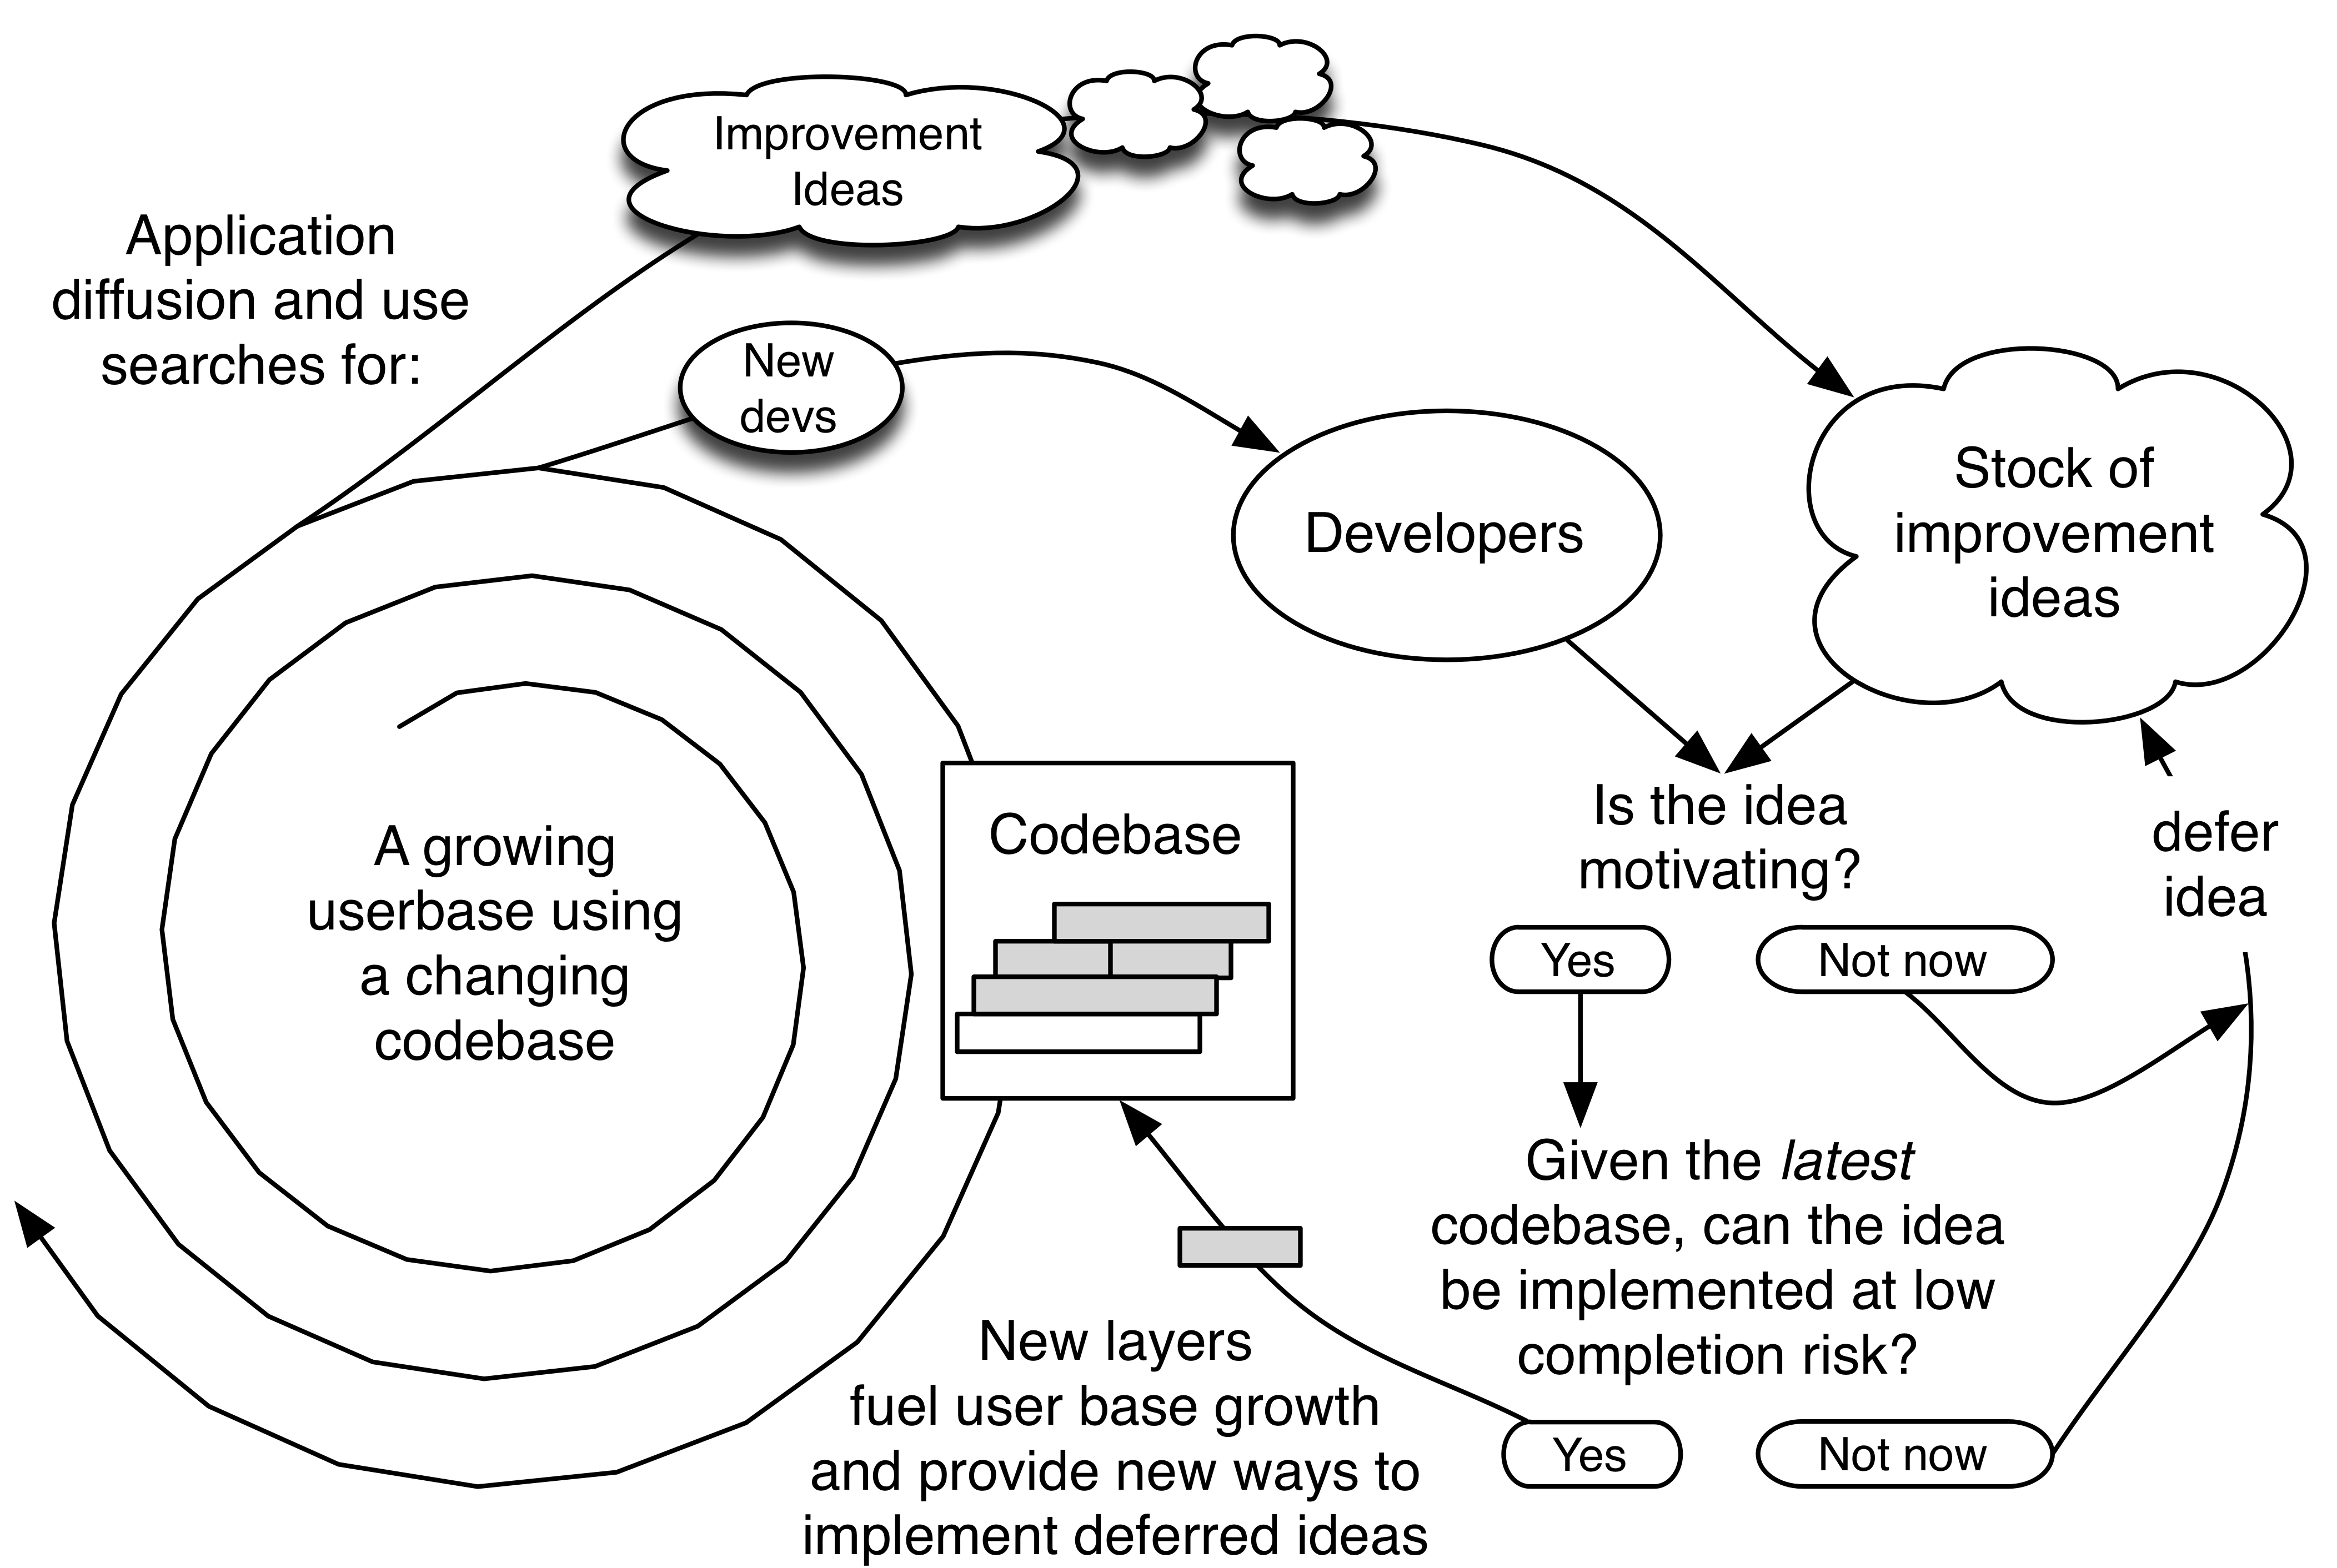 Improvement
Ideas
Application
diffusion and use
searches for:
New
devs
Developers
Stock of
improvement
ideas
Is the idea
motivating?
defer
idea
Codebase
A growing
userbase using
a changing
codebase
Yes
Not now
Given the latest
codebase, can the idea
be implemented at low
completion risk?
New layers
fuel user base growth
and provide new ways to
implement deferred ideas
Yes
Not now